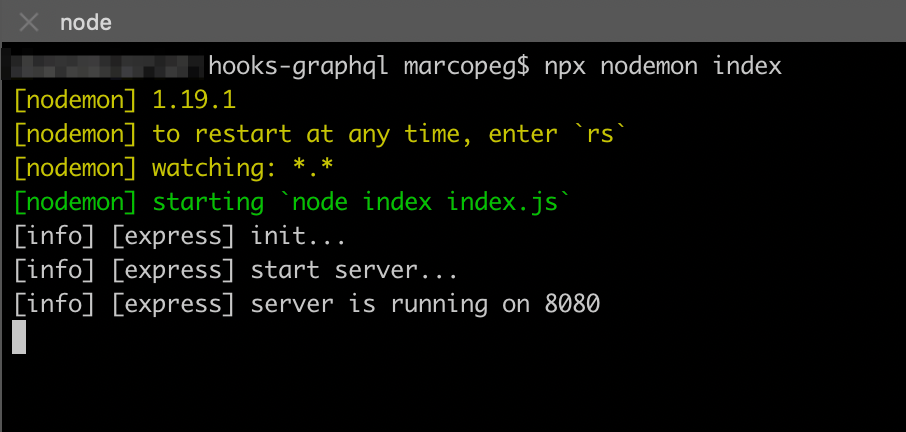 node
hooks-graphql marcopeg$ npx nodemon index
[nodemon] 1.19.1
[nodemon] to restart at any time, enter `rs`
[nodemon] watching: *.*
[nodemon] starting `node index index.js`
[info] [express] init...
[info] [express] start server...
[info] [express] server is running on 8080